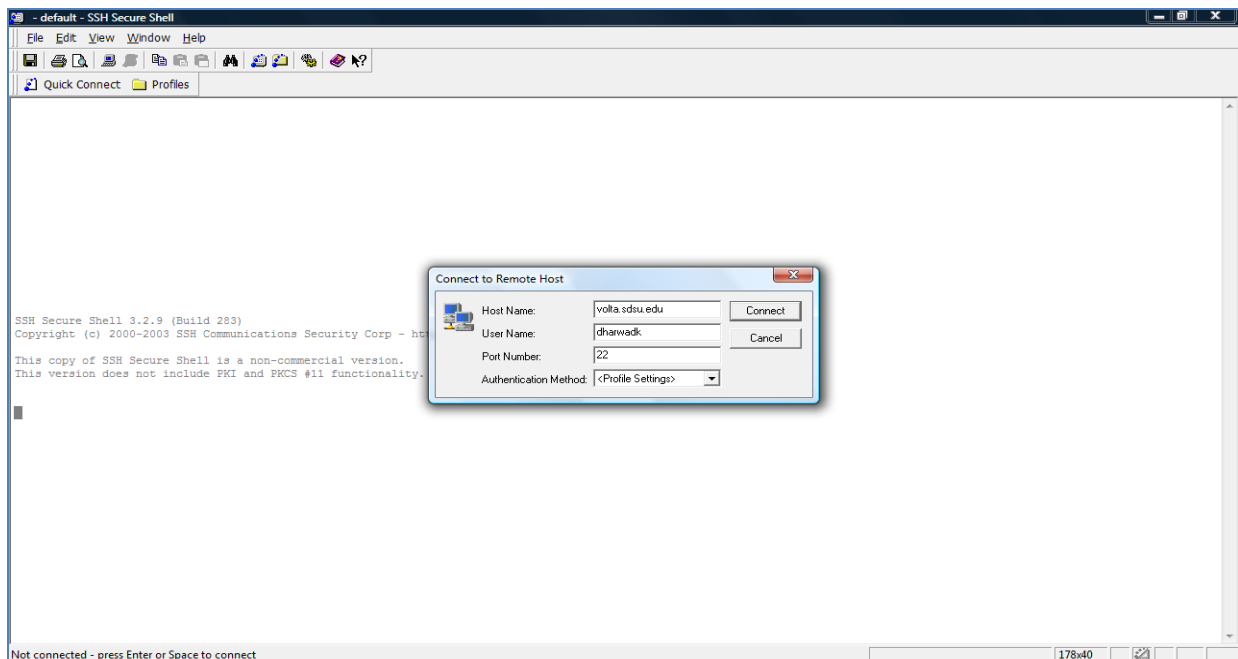 - default - SSH Secure Shell
File Edit View Window Help
Quick Connect Profiles
SSH Secure Shell 3.2.9 (Build 283)
Copyright (c) 2000-2003 SSH Communications Security Corp -
This copy of SSH Secure Shell is a non-commercial version.
This version does not include PKI and PKCS #11 functionality.
Connect to Remote Host
Host Name: volta.sdsu.edu Connect
User Name: dharwadk Cancel
Port Number: 22
Authentication Method: <Profile Settings>
Not connected - press Enter or Space to connect 178x40